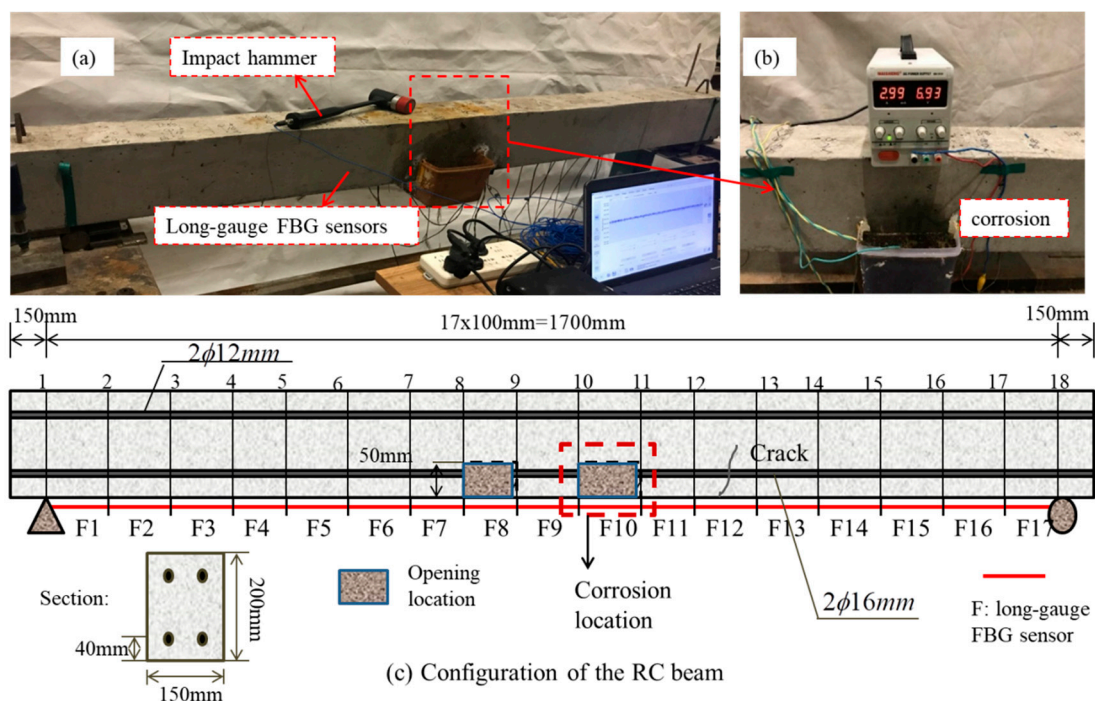 (a)
Impact hammer
Long-gauge FBG sensors
(b)
2.99 6.93
corrosion
150mm
17x100mm=1700mm
150mm
2ϕ12mm
1 2 3 4 5 6 7 8 9 10 11 12 13 14 15 16 17 18
50mm
Crack
F1 F2 F3 F4 F5 F6 F7 F8 F9 F10 F11 F12 F13 F14 F15 F16 F17
Section:
200mm
40mm
150mm
Opening
location
Corrosion
location
2ϕ16mm
F: long-gauge
FBG sensor
(c) Configuration of the RC beam